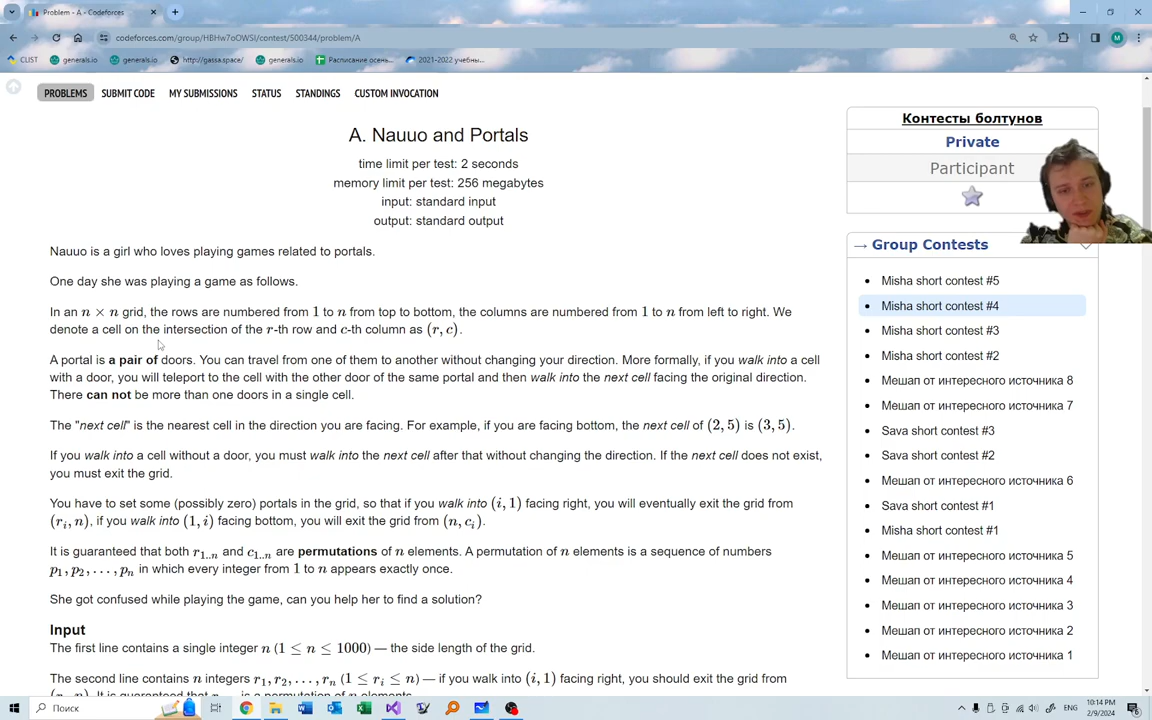 Problem - A - Codeforces
codeforces.com/group/HBHw7oOWSI/contest/500344/problem/A
CLIST generals.io generals.io http://gassa.space/ generals.io Расписание осень... 2021-2022 учебны...
PROBLEMS SUBMIT CODE MY SUBMISSIONS STATUS STANDINGS CUSTOM INVOCATION
A. Nauuo and Portals
time limit per test: 2 seconds
memory limit per test: 256 megabytes
input: standard input
output: standard output
Nauuo is a girl who loves playing games related to portals.
One day she was playing a game as follows.
In an n × n grid, the rows are numbered from 1 to n from top to bottom, the columns are numbered from 1 to n from left to right. We
denote a cell on the intersection of the r-th row and c-th column as (r, c).
A portal is a pair of doors. You can travel from one of them to another without changing your direction. More formally, if you walk into a cell
with a door, you will teleport to the cell with the other door of the same portal and then walk into the next cell facing the original direction.
There can not be more than one doors in a single cell.
The "next cell" is the nearest cell in the direction you are facing. For example, if you are facing bottom, the next cell of (2, 5) is (3, 5).
If you walk into a cell without a door, you must walk into the next cell after that without changing the direction. If the next cell does not exist,
you must exit the grid.
You have to set some (possibly zero) portals in the grid, so that if you walk into (i, 1) facing right, you will eventually exit the grid from
(rᵢ, n), if you walk into (1, i) facing bottom, you will exit the grid from (n, cᵢ).
It is guaranteed that both r₁..ₙ and c₁..ₙ are permutations of n elements. A permutation of n elements is a sequence of numbers
p₁, p₂, . . . , pₙ in which every integer from 1 to n appears exactly once.
She got confused while playing the game, can you help her to find a solution?
Input
The first line contains a single integer n (1 ≤ n ≤ 1000) — the side length of the grid.
The second line contains n integers r₁, r₂, . . . , rₙ (1 ≤ rᵢ ≤ n) — if you walk into (i, 1) facing right, you should exit the grid from
Контесты болтунов
Private
Participant
→ Group Contests
Misha short contest #5
Misha short contest #4
Misha short contest #3
Misha short contest #2
Мешап от интересного источника 8
Мешап от интересного источника 7
Sava short contest #3
Sava short contest #2
Мешап от интересного источника 6
Sava short contest #1
Misha short contest #1
Мешап от интересного источника 5
Мешап от интересного источника 4
Мешап от интересного источника 3
Мешап от интересного источника 2
Мешап от интересного источника 1
Поиск
ENG
10:14 PM
2/9/2024